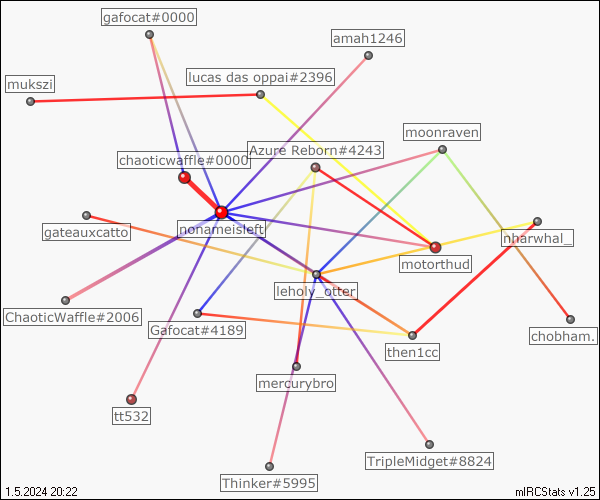 gafocat#0000
amah1246
mukszi
lucas das oppai#2396
moonraven
Azure Reborn#4243
chaoticwaffle#0000
gateauxcatto
nonameisleft
nharwhal_
motorthud
leholy_otter
ChaoticWaffle#2006
Gafocat#4189
chobham.
then1cc
mercurybro
tt532
TripleMidget#8824
Thinker#5995
1.5.2024 20:22
mIRCStats v1.25